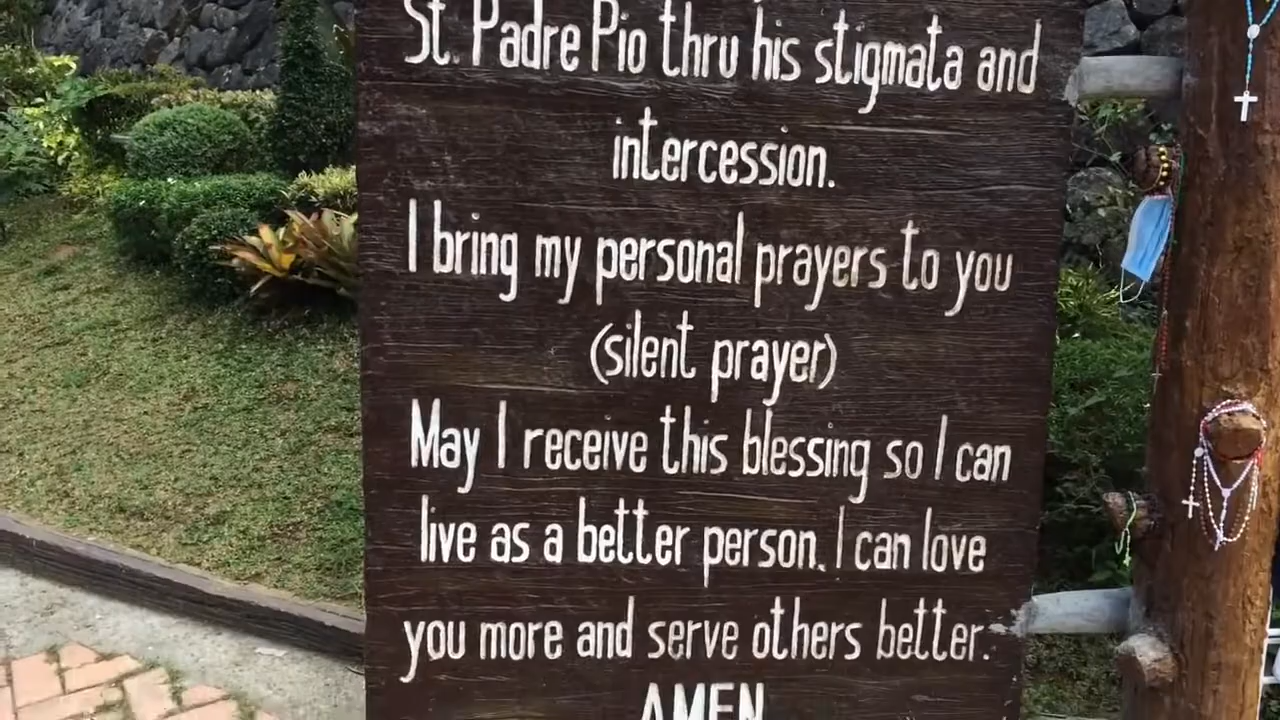 St. Padre Pio thru his stigmata and
intercession.
I bring my personal prayers to you
(silent prayer)
May I receive this blessing so I can
live as a better person. I can love
you more and serve others better.
AMEN